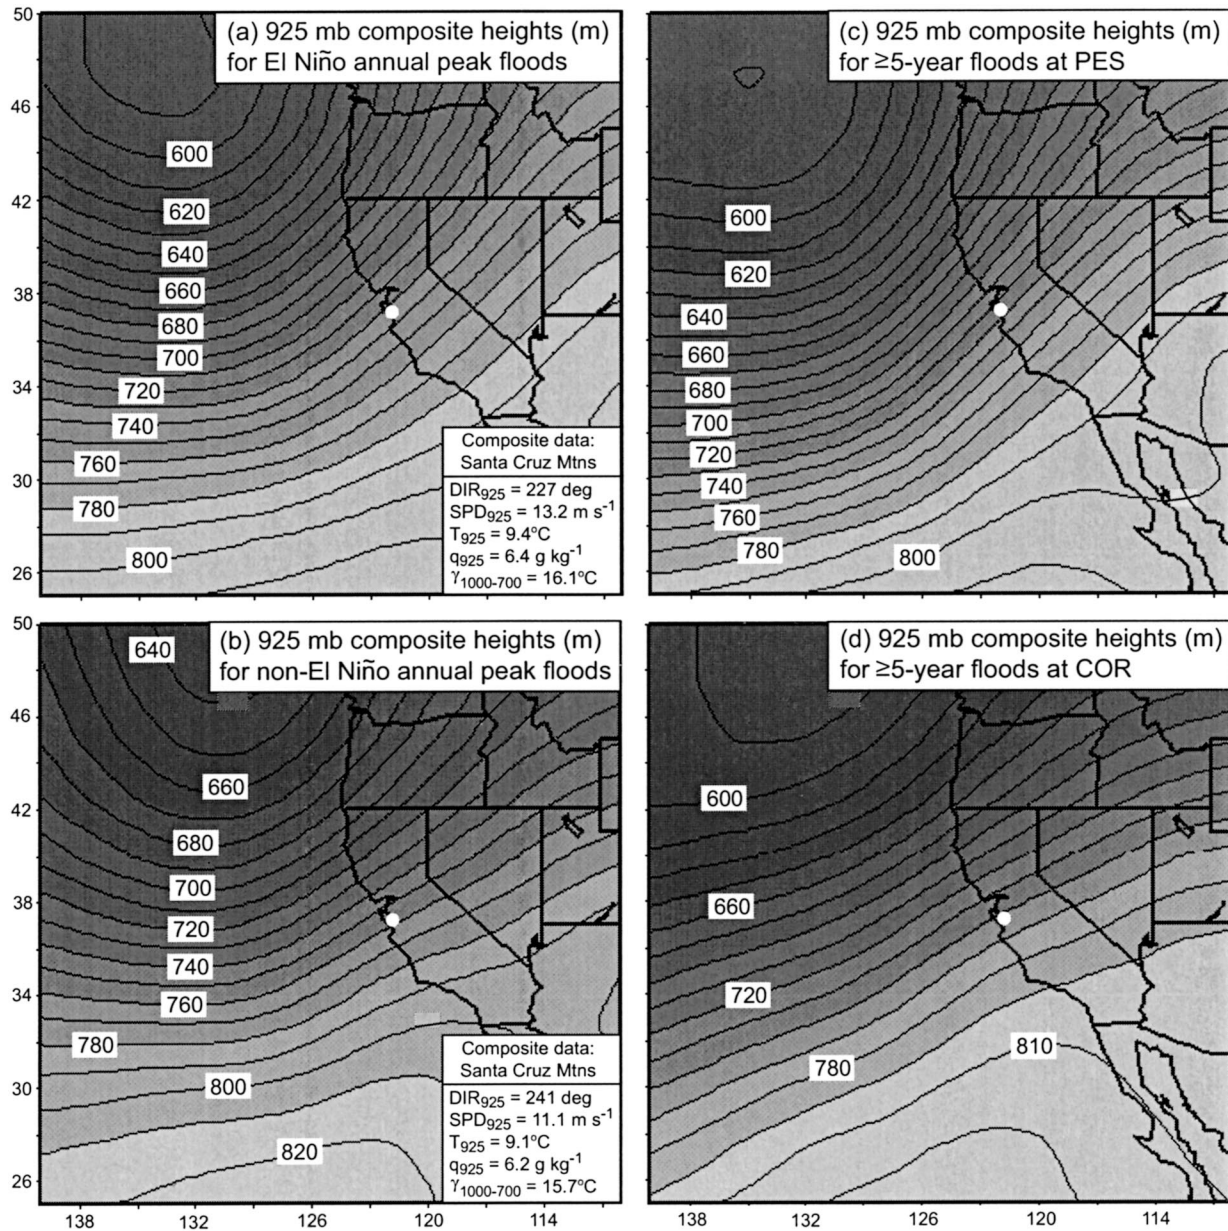 (a) 925 mb composite heights (m)
for El Niño annual peak floods
50
46
42
38
34
30
26
600
620
640
660
680
700
720
740
760
780
800
Composite data:
Santa Cruz Mtns
DIR925 = 227 deg
SPD925 = 13.2 m s-1
T925 = 9.4°C
q925 = 6.4 g kg-1
γ1000-700 = 16.1°C
(c) 925 mb composite heights (m)
for ≥5-year floods at PES
600
620
640
660
680
700
720
740
760
780
800
(b) 925 mb composite heights (m)
for non-El Niño annual peak floods
50
46
42
38
34
30
26
640
660
680
700
720
740
760
780
800
820
Composite data:
Santa Cruz Mtns
DIR925 = 241 deg
SPD925 = 11.1 m s-1
T925 = 9.1°C
q925 = 6.2 g kg-1
γ1000-700 = 15.7°C
138 132 126 120 114
(d) 925 mb composite heights (m)
for ≥5-year floods at COR
600
660
720
780
810
138 132 126 120 114